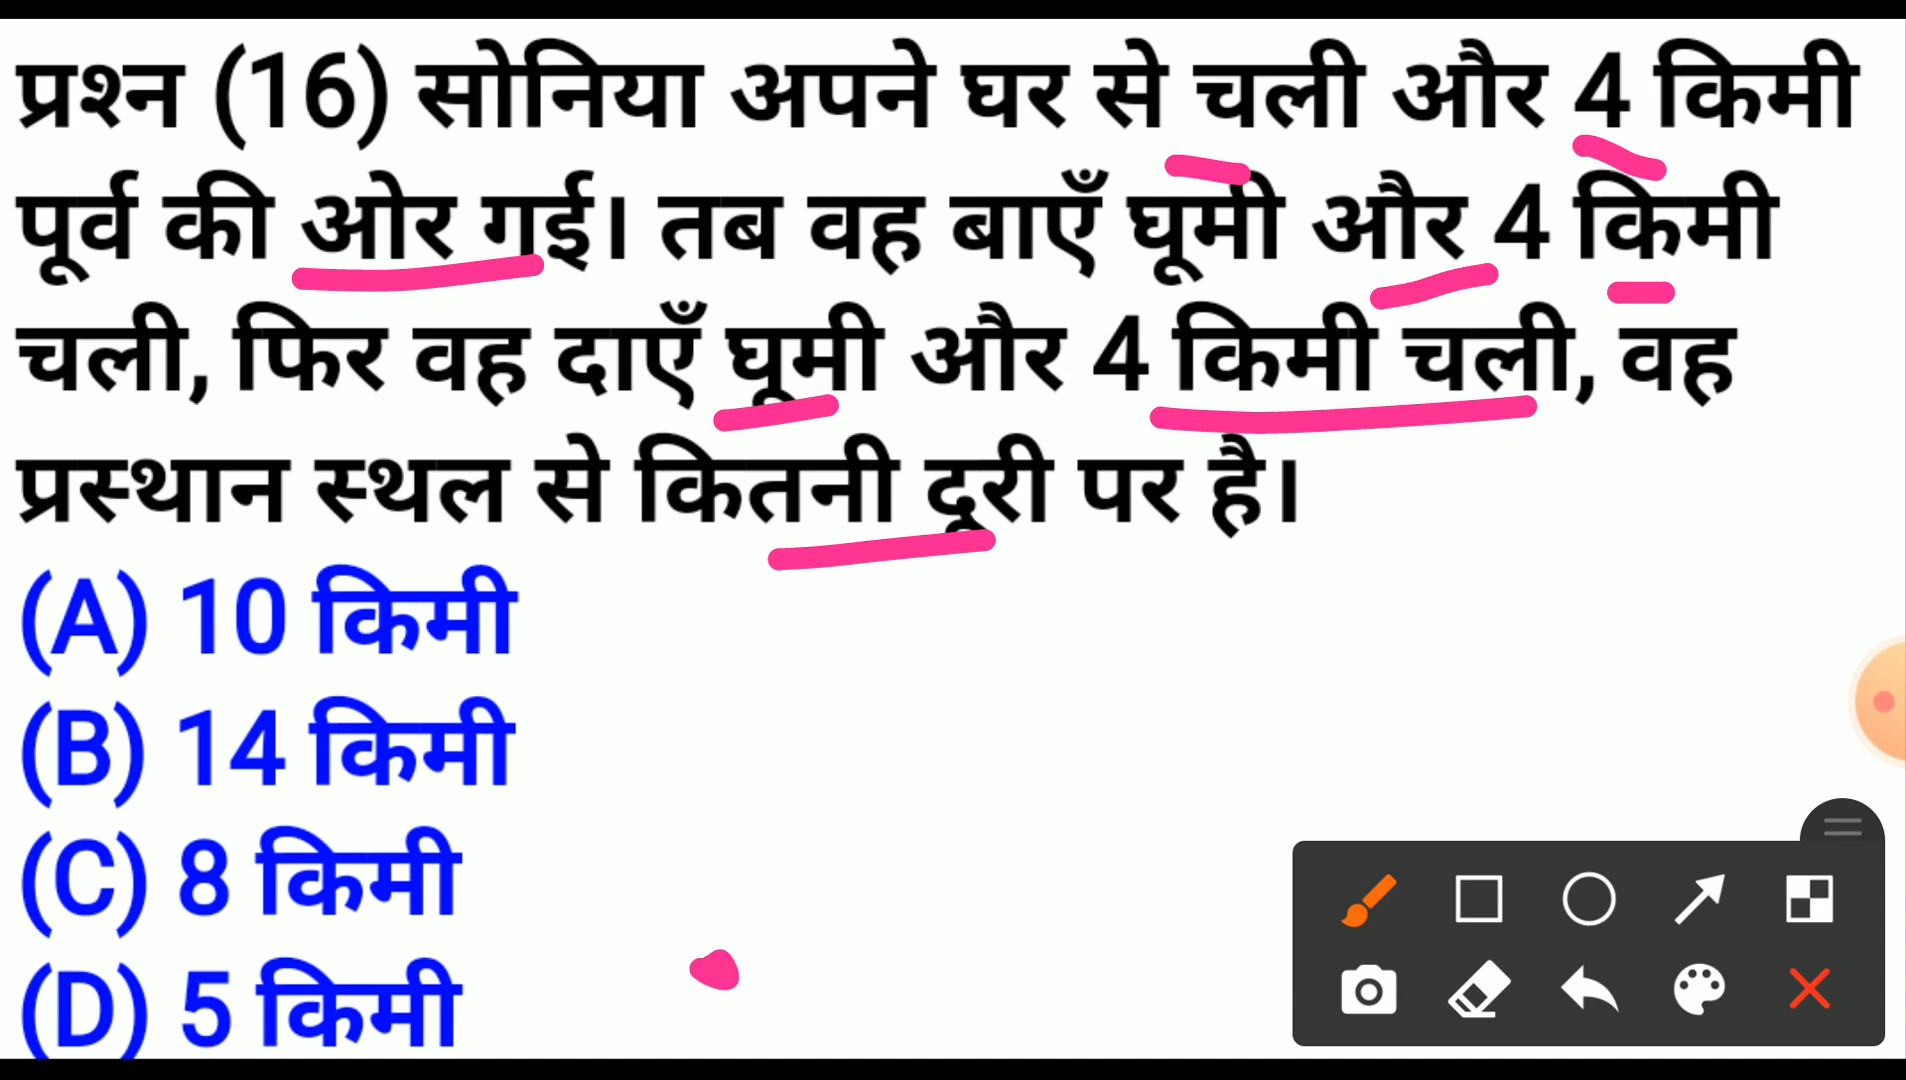 प्रश्न (16) सोनिया अपने घर से चली और 4 किमी
पूर्व की ओर गई। तब वह बाएँ घूमी और 4 किमी
चली, फिर वह दाएँ घूमी और 4 किमी चली, वह
प्रस्थान स्थल से कितनी दूरी पर है।
(A) 10 किमी
(B) 14 किमी
(C) 8 किमी
(D) 5 किमी